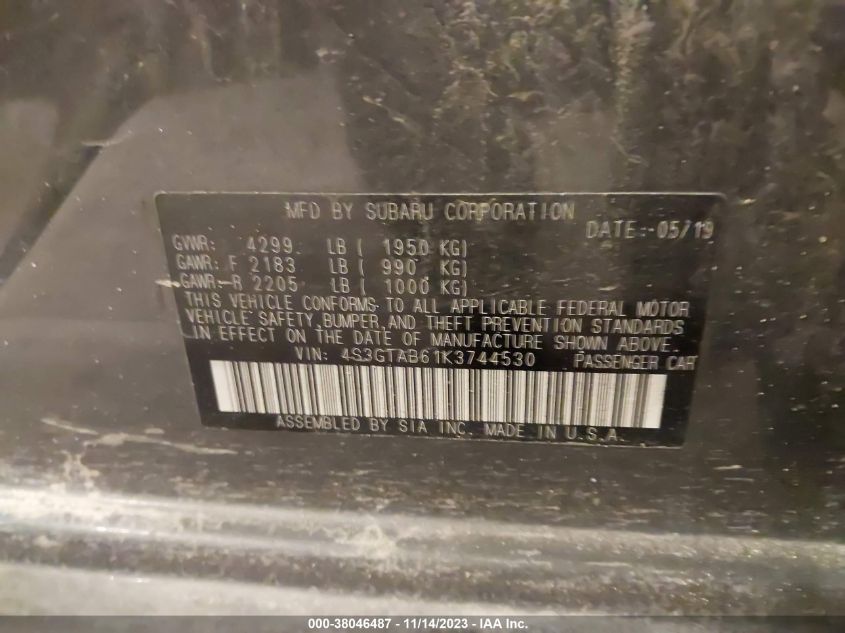 MFD BY SUBARU CORPORATION
DATE: 05/19
GVWR: 4299 LB ( 1950 KG)
GAWR: F 2183 LB ( 990 KG)
GAWR: R 2205 LB ( 1000 KG)
THIS VEHICLE CONFORMS TO ALL APPLICABLE FEDERAL MOTOR
VEHICLE SAFETY, BUMPER, AND THEFT PREVENTION STANDARDS
IN EFFECT ON THE DATE OF MANUFACTURE SHOWN ABOVE.
VIN: 4S3GTAB61K3744530 PASSENGER CAR
ASSEMBLED BY SIA INC. MADE IN U.S.A.
000-38046487 - 11/14/2023 - IAA Inc.